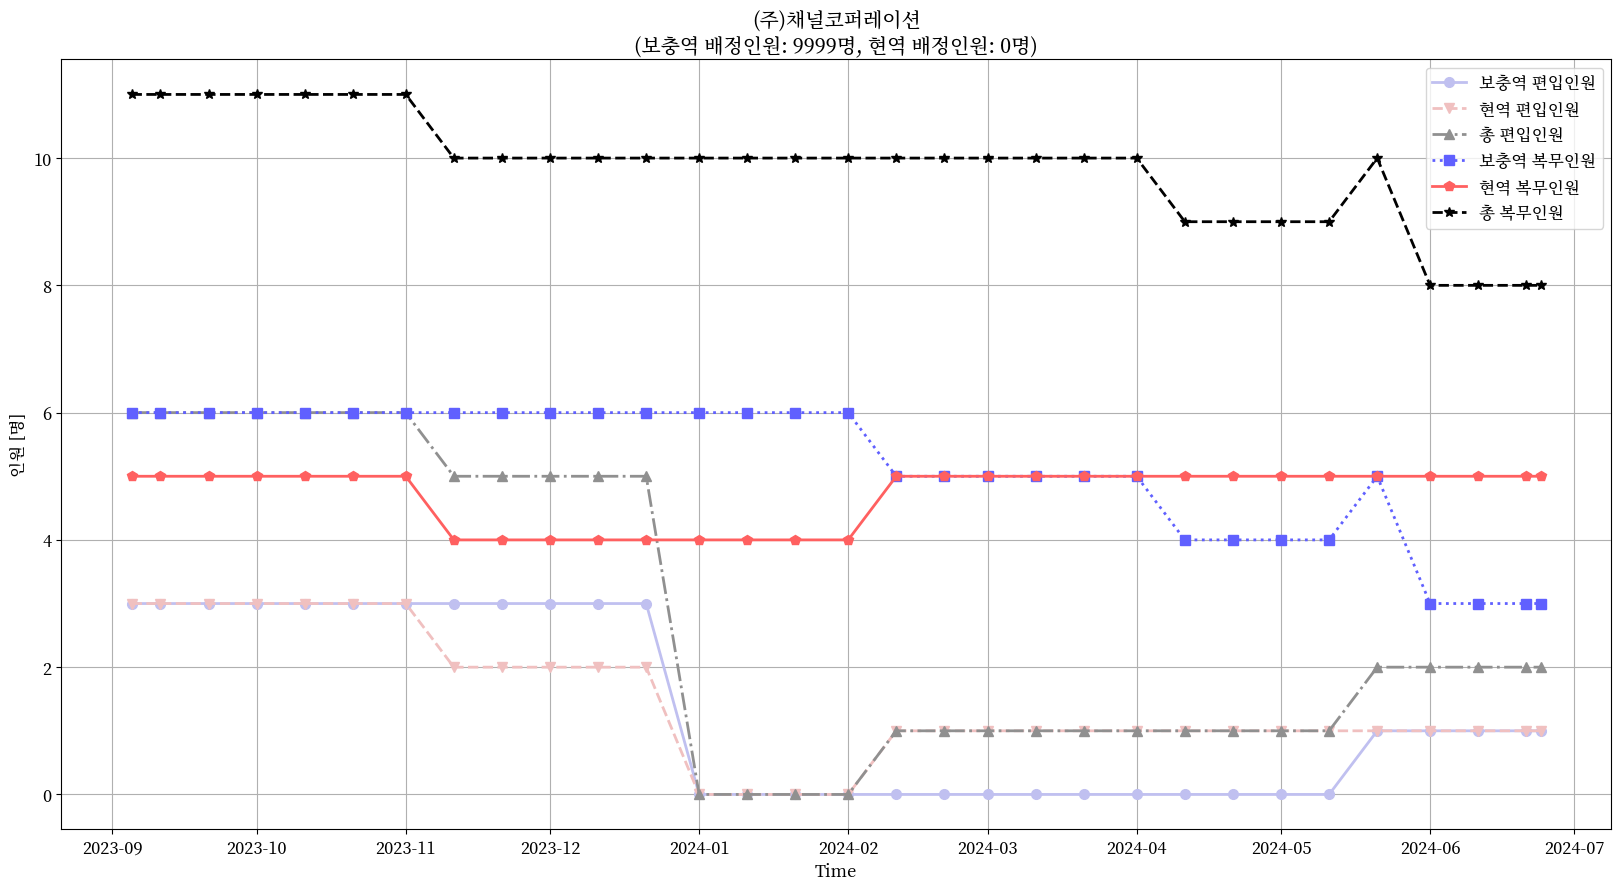 (주)채널코퍼레이션
(보충역 배정인원: 9999명, 현역 배정인원: 0명)
보충역 편입인원
현역 편입인원
총 편입인원
보충역 복무인원
현역 복무인원
총 복무인원
인원 [명]
10
8
6
4
2
0
2023-09
2023-10
2023-11
2023-12
2024-01
2024-02
2024-03
2024-04
2024-05
2024-06
2024-07
Time